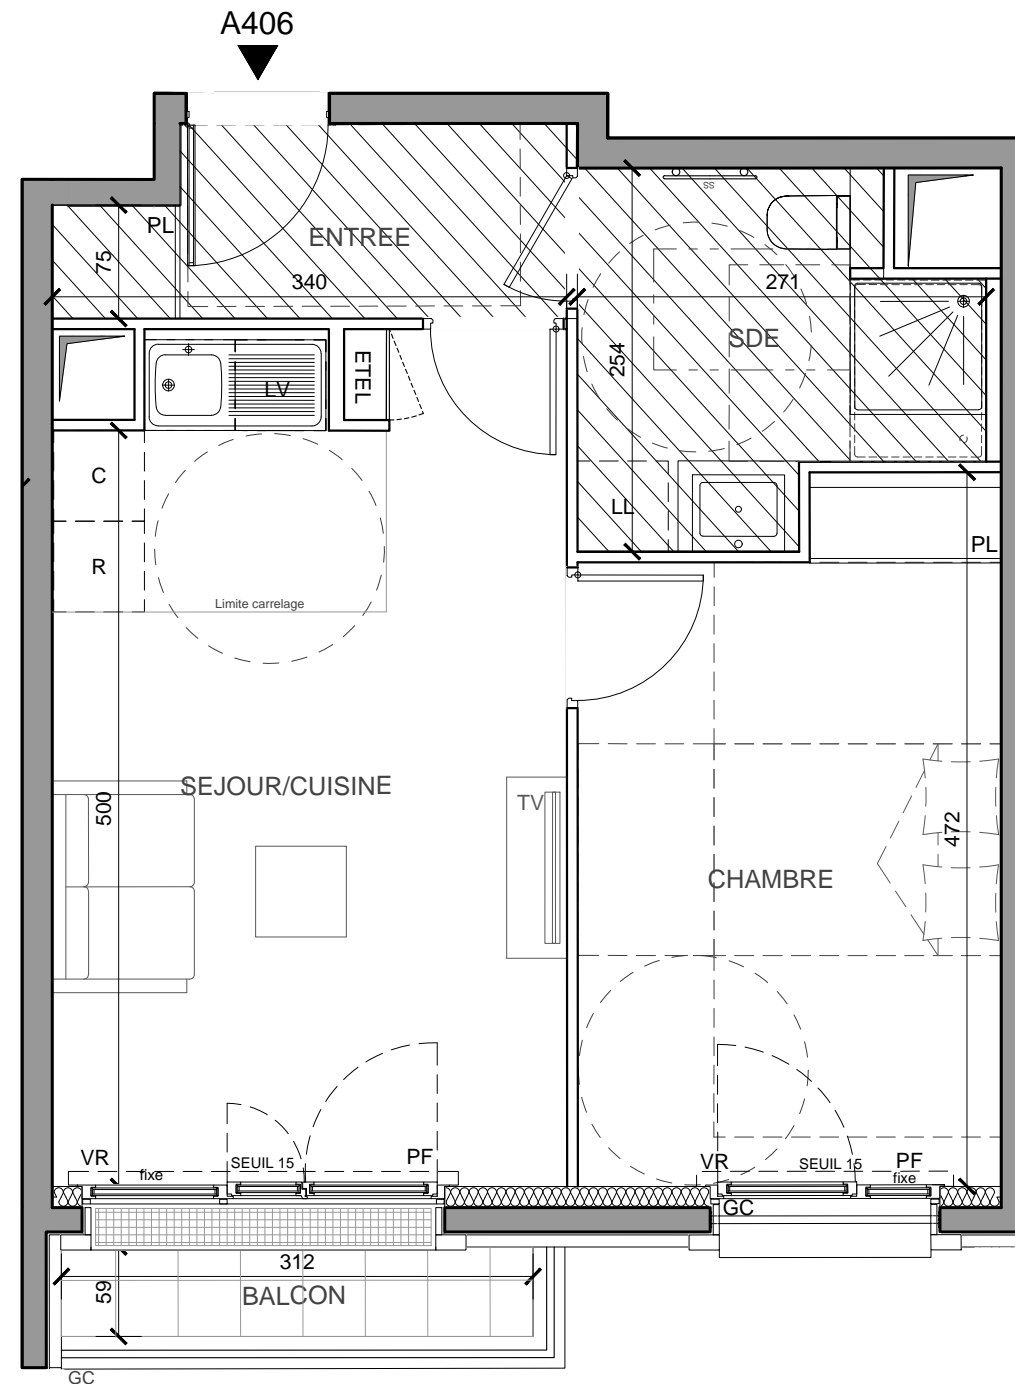 A406
PL
ENTREE
75
340
SS
271
SDE
254
ETEL
LV
C
R
Limite carrelage
LL
PL
SEJOUR/CUISINE
500
TV
472
CHAMBRE
VR
fixe
SEUIL 15
PF
VR
SEUIL 15
PF
fixe
GC
312
59
BALCON
GC